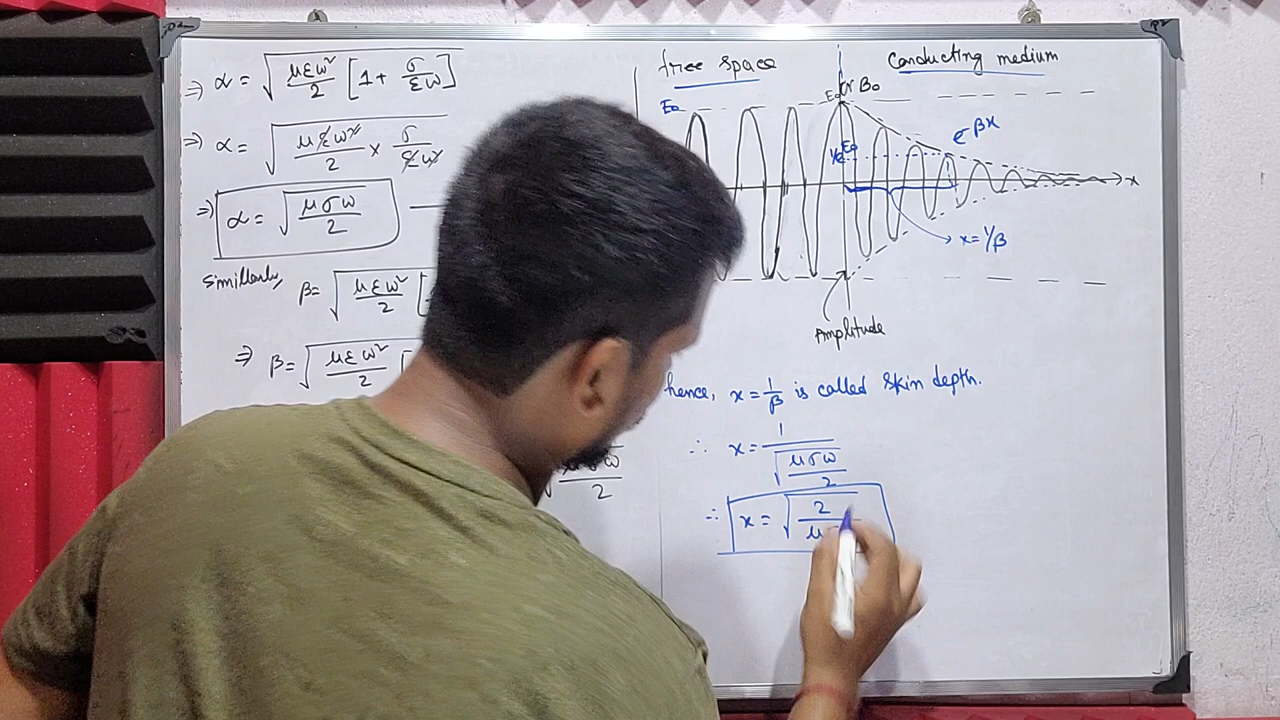 ⇒ α = √(μεω²/2 [1 + σ/εω])
⇒ α = √(μεω²/2 × σ/εω)
⇒ α = √(μσω/2)
Similarly, β = √(μεω²/2 [
⇒ β = √(μεω²/2 [
ω/2
free space
Conducting medium
E₀
E₀ or B₀
1/e E₀
e^-βx
x
x = 1/β
Amplitude
hence, x = 1/β is called skin depth.
∴ x = 1/√(μσω/2)
∴ x = √(2/μ